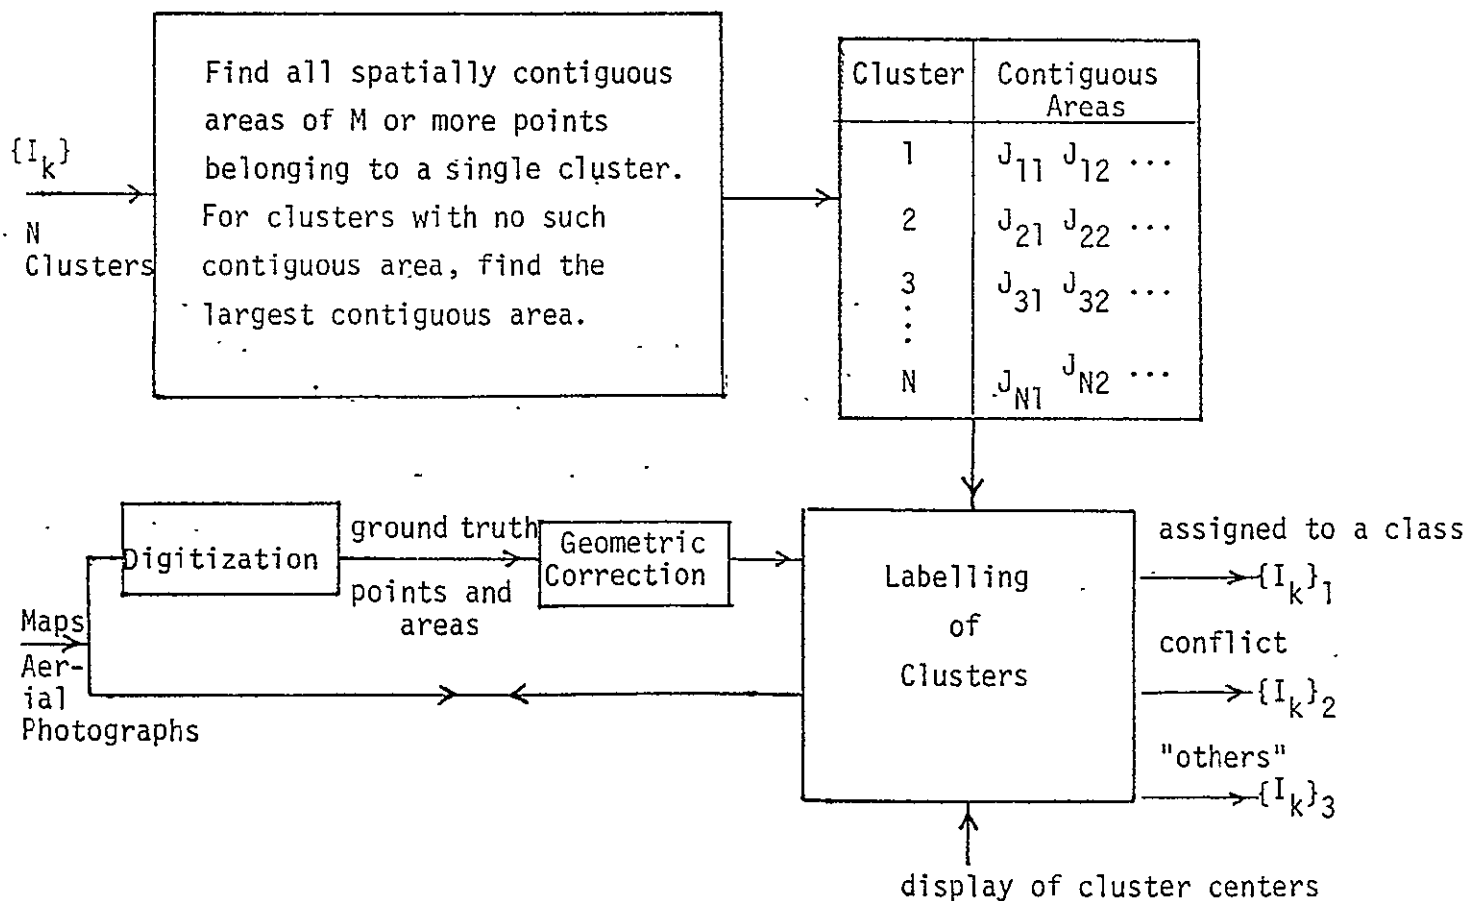 {I_k}
N
Clusters
Find all spatially contiguous
areas of M or more points
belonging to a single cluster.
For clusters with no such
contiguous area, find the
largest contiguous area.
Cluster Contiguous Areas
1 J_11 J_12 ...
2 J_21 J_22 ...
3 J_31 J_32 ...
⋮
N J_N1 J_N2 ...
Maps
Aer-
ial
Photographs
Digitization
ground truth
points and
areas
Geometric
Correction
Labelling
of
Clusters
assigned to a class
{I_k}_1
conflict
{I_k}_2
"others"
{I_k}_3
display of cluster centers